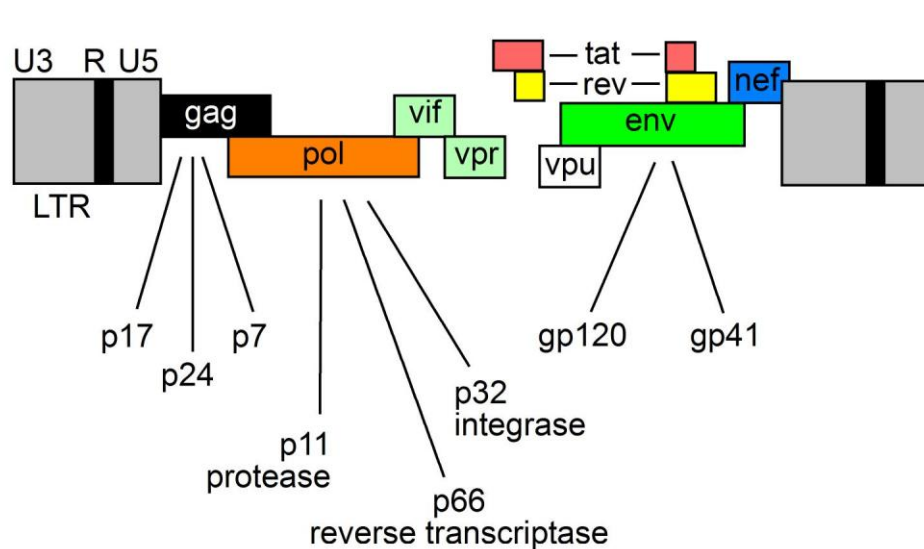 U3 R U5
tat
rev
nef
gag
vif
env
pol
vpr
vpu
LTR
p17
p24
p7
gp120
gp41
p32
integrase
p11
protease
p66
reverse transcriptase